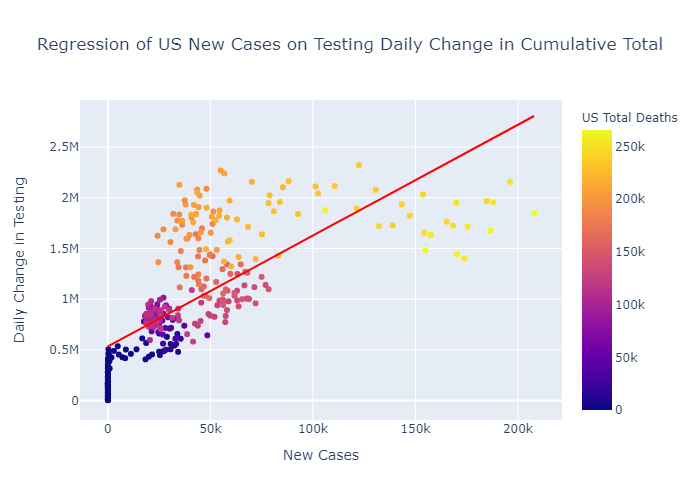 Regression of US New Cases on Testing Daily Change in Cumulative Total
US Total Deaths
250k
200k
150k
100k
50k
0
Daily Change in Testing
2.5M
2M
1.5M
1M
0.5M
0
0
50k
100k
150k
200k
New Cases